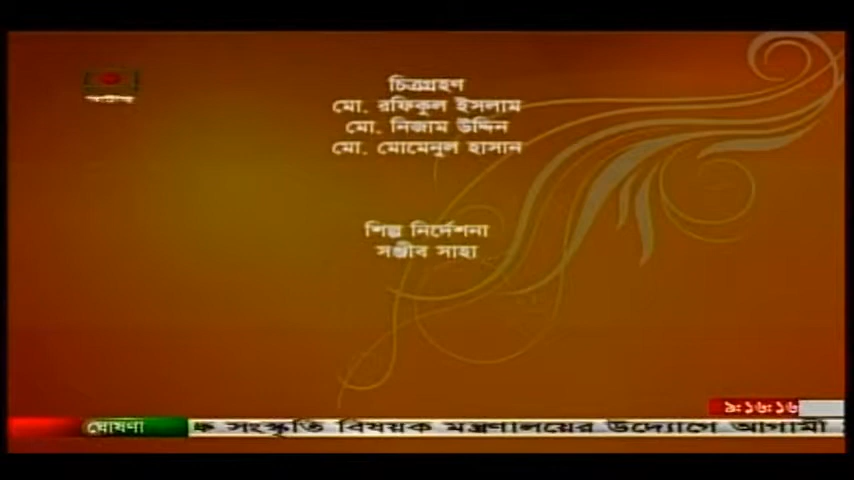 চিত্রগ্রহণ
মো. রফিকুল ইসলাম
মো. নিজাম উদ্দিন
মো. মোমেনুল হাসান
শিল্প নির্দেশনা
সঞ্জীব সাহা
৯:১৬:১৬
ঘোষণা
সংস্কৃতি বিষয়ক মন্ত্রণালয়ের উদ্যোগে আগামী